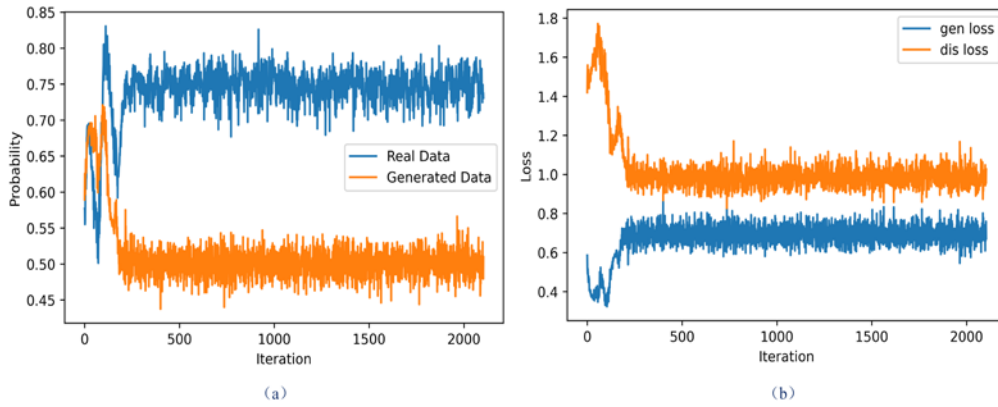 0.85
0.80
0.75
0.70
0.65
0.60
0.55
0.50
0.45
Probability
Real Data
Generated Data
0 500 1000 1500 2000
Iteration
(a)
1.8
1.6
1.4
1.2
1.0
0.8
0.6
0.4
Loss
gen loss
dis loss
0 500 1000 1500 2000
Iteration
(b)